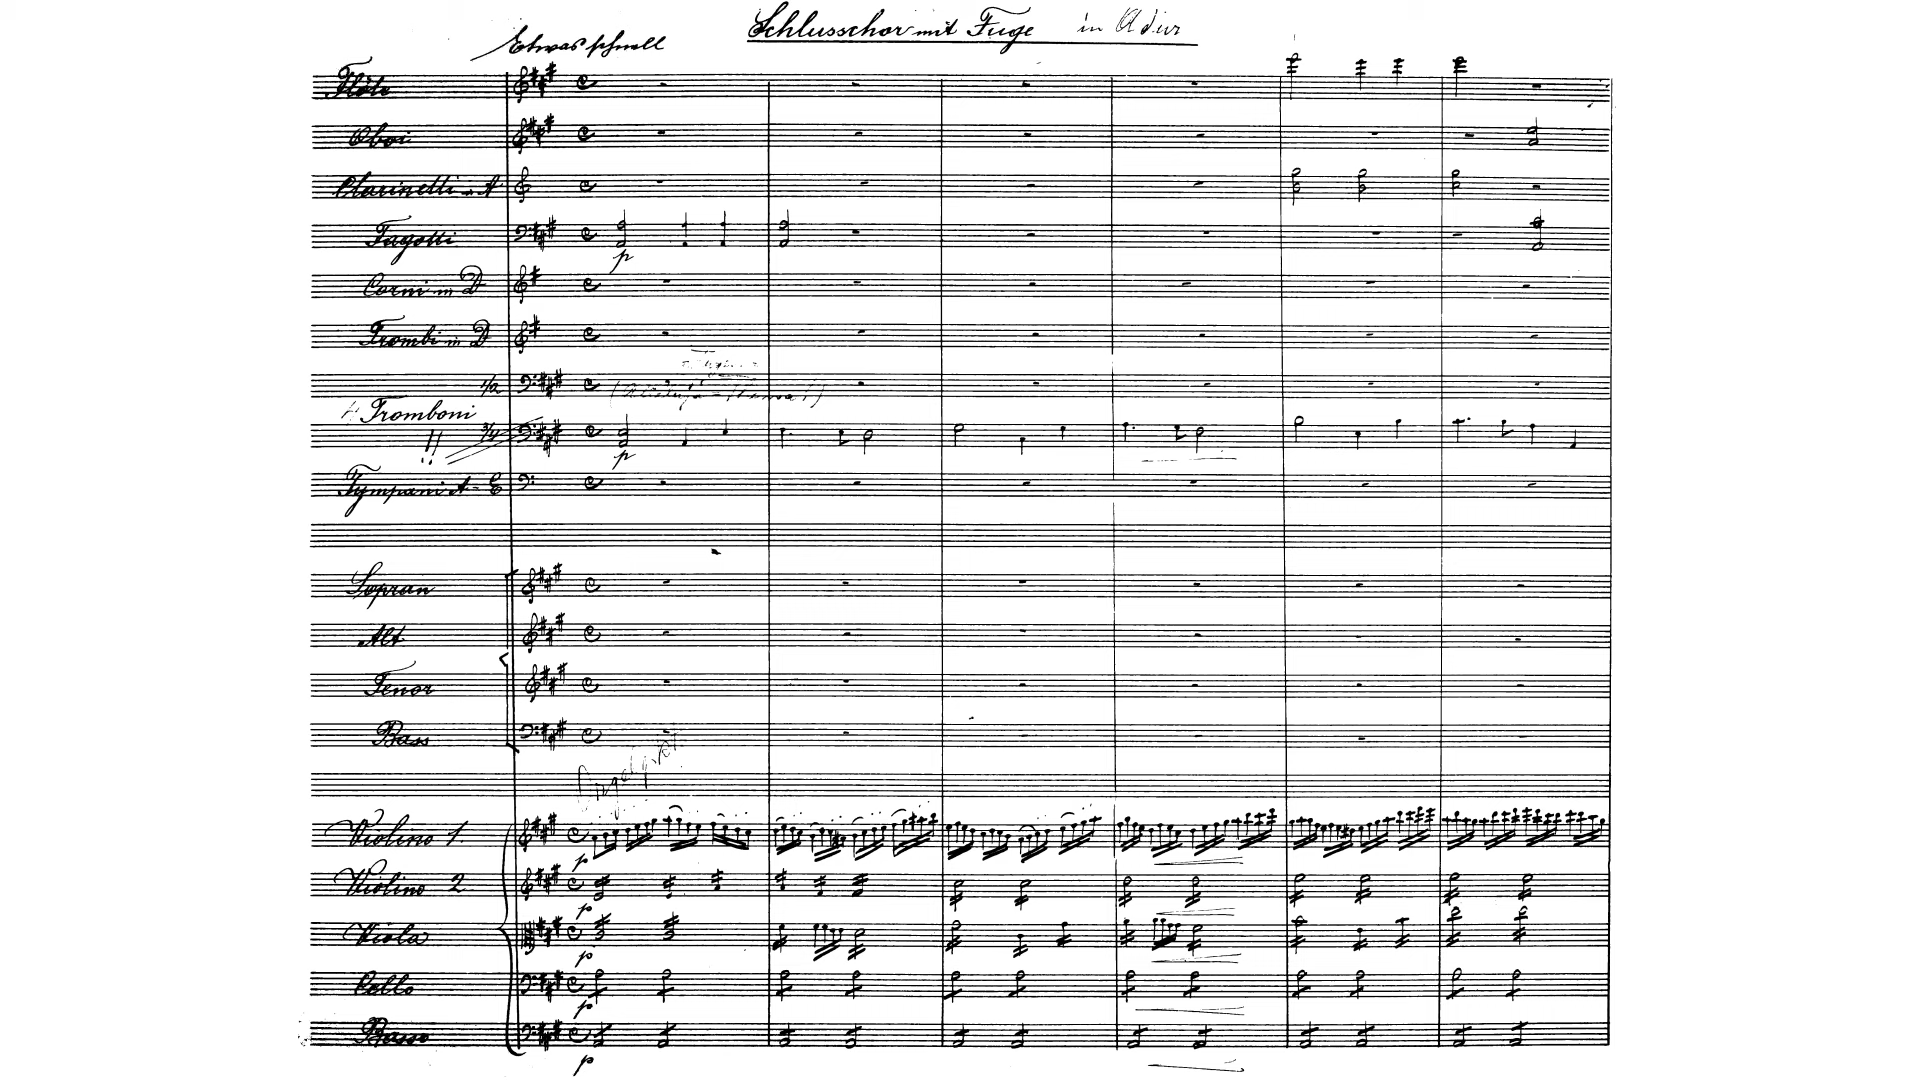 Schlusschor mit Fuge in A dur
Etwas schnell
Flöte
Oboi
Clarinetti in A
Fagotti
p
Corni in D
Trombi in D
1/2
4 Tromboni
!!
3/4
p
Tympani A-E
Sopran
Alt
Tenor
Bass
Violino 1.
p
Violino 2
p
Viola
p
Cello
p
Basso
p